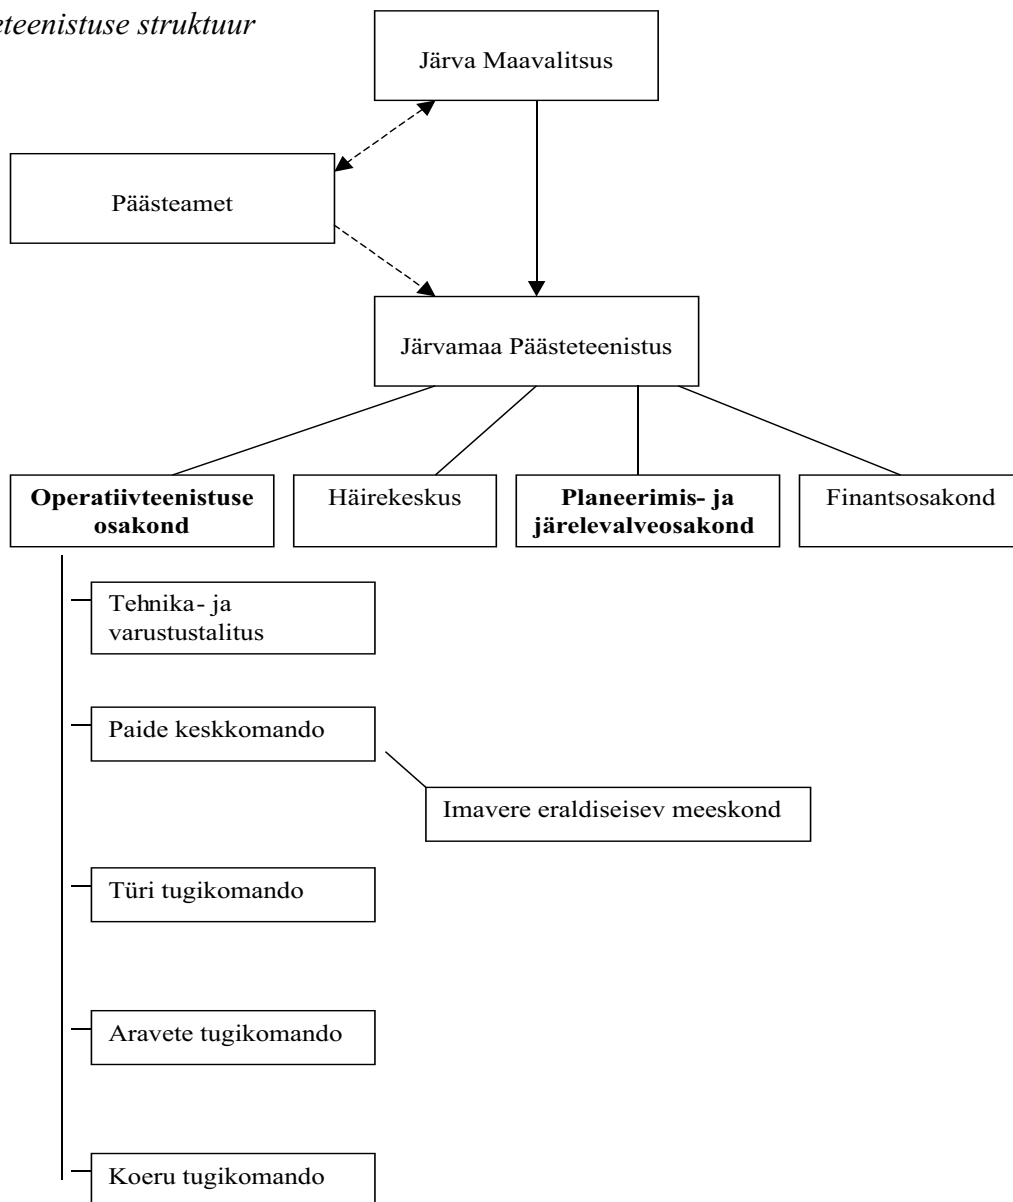 eteenistuse struktuur
Järva Maavalitsus
Päästeamet
Järvamaa Päästeteenistus
Operatiivteenistuse
osakond
Häirekeskus
Planeerimis- ja
järelevalveosakond
Finantsosakond
Tehnika- ja
varustustalitus
Paide keskkomando
Imavere eraldiseisev meeskond
Türi tugikomando
Aravete tugikomando
Koeru tugikomando